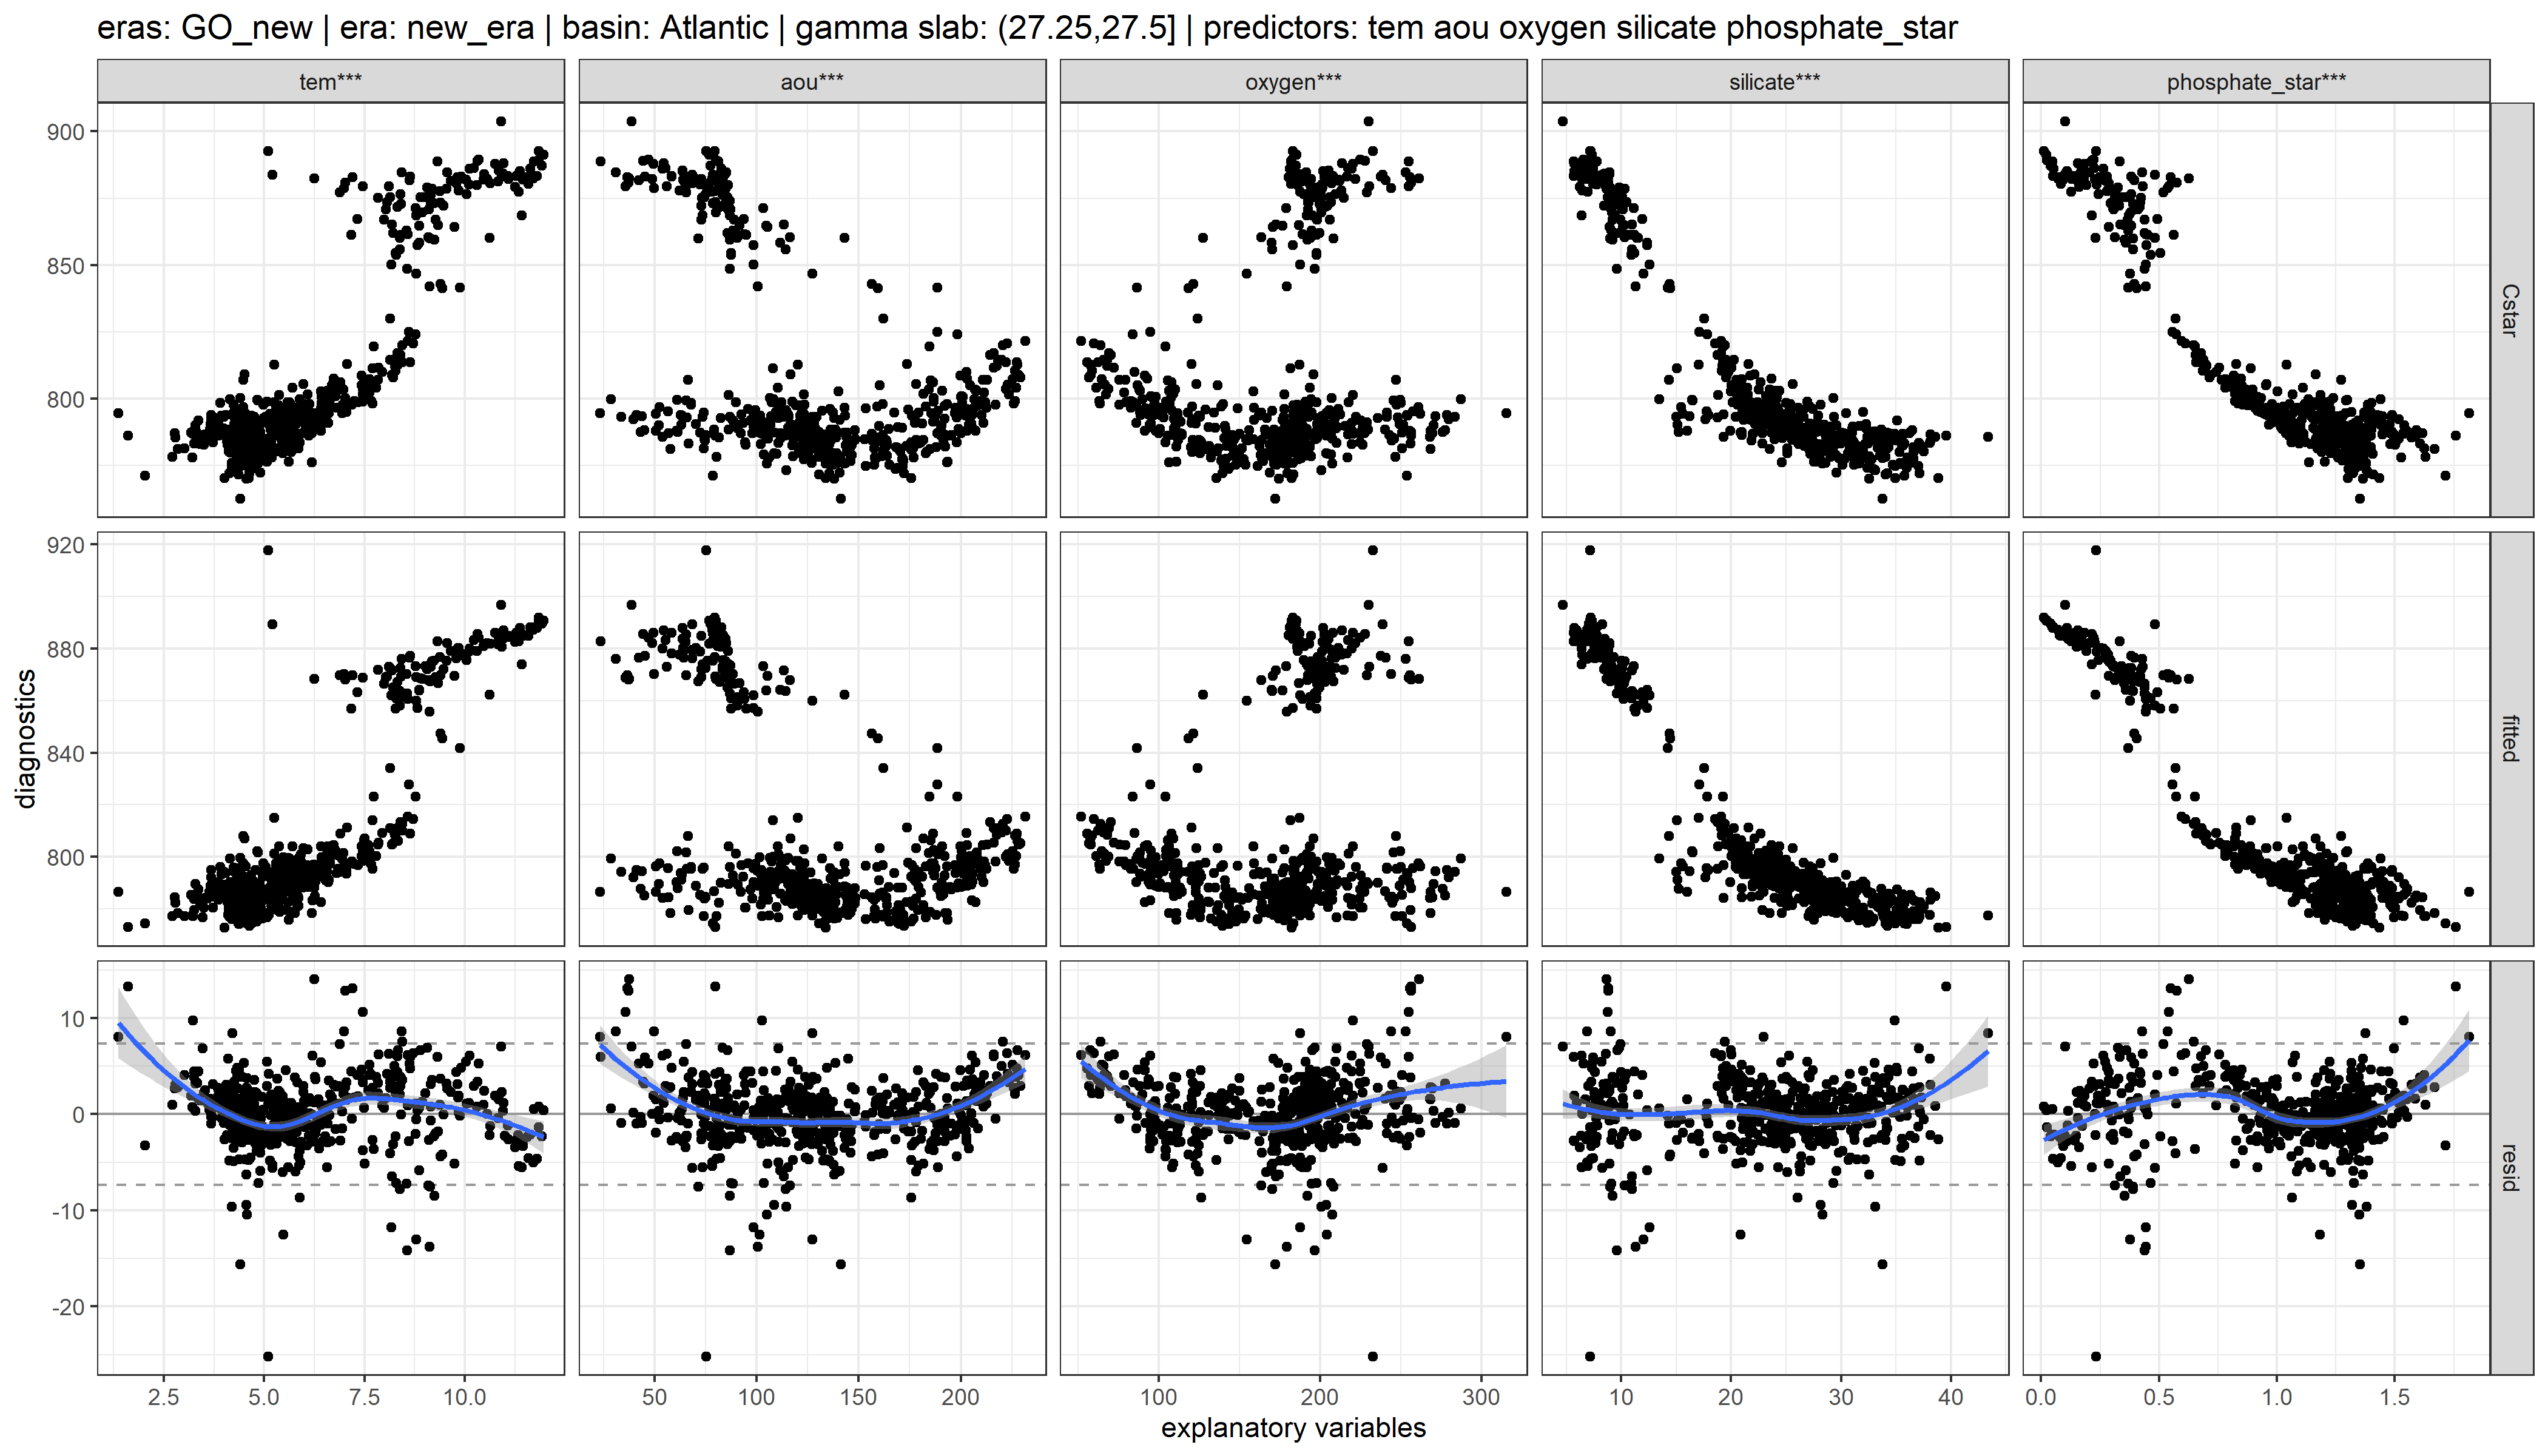 eras: GO_new | era: new_era | basin: Atlantic | gamma slab: (27.25,27.5] | predictors: tem aou oxygen silicate phosphate_star
tem***
aou***
oxygen***
silicate***
phosphate_star***
900
850
800
Cstar
920
880
840
800
fitted
diagnostics
10
0
-10
-20
resid
2.5 5.0 7.5 10.0
50 100 150 200
100 200 300
10 20 30 40
0.0 0.5 1.0 1.5
explanatory variables